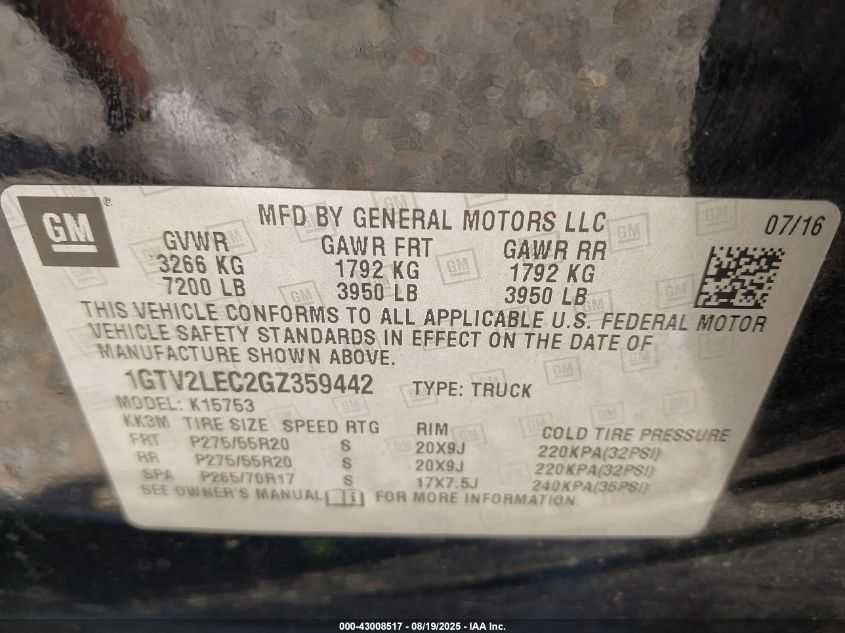 GM
MFD BY GENERAL MOTORS LLC
07/16
GVWR GAWR FRT GAWR RR
3266 KG 1792 KG 1792 KG
7200 LB 3950 LB 3950 LB
THIS VEHICLE CONFORMS TO ALL APPLICABLE U.S. FEDERAL MOTOR
VEHICLE SAFETY STANDARDS IN EFFECT ON THE DATE OF
MANUFACTURE SHOWN ABOVE.
1GTV2LEC2GZ359442 TYPE: TRUCK
MODEL: K15753
KK3M TIRE SIZE SPEED RTG RIM COLD TIRE PRESSURE
FRT P275/55R20 S 20X9J 220KPA(32PSI)
RR P275/55R20 S 20X9J 220KPA(32PSI)
SPA P265/70R17 S 17X7.5J 240KPA(35PSI)
SEE OWNER'S MANUAL FOR MORE INFORMATION
000-43008517 - 08/19/2025 - IAA Inc.